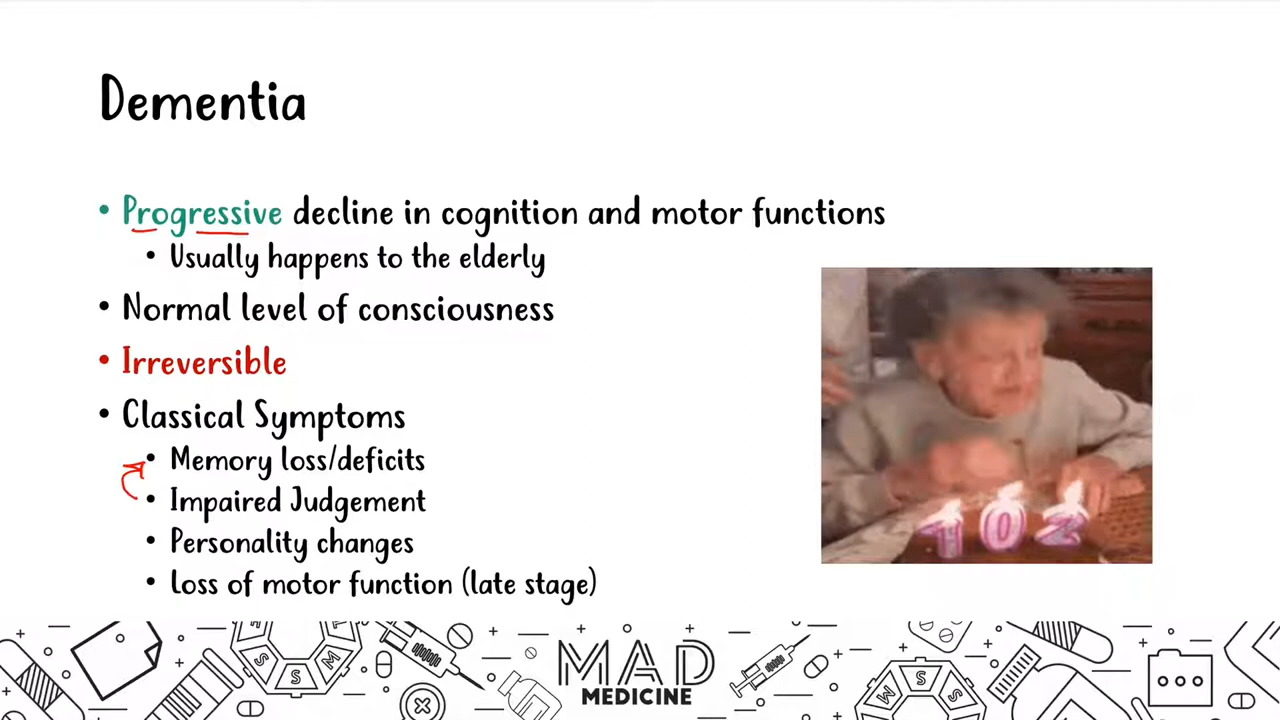 Dementia
• Progressive decline in cognition and motor functions
• Usually happens to the elderly
• Normal level of consciousness
• Irreversible
• Classical Symptoms
• Memory loss/deficits
• Impaired Judgement
• Personality changes
• Loss of motor function (late stage)
102
MAD
MEDICINE